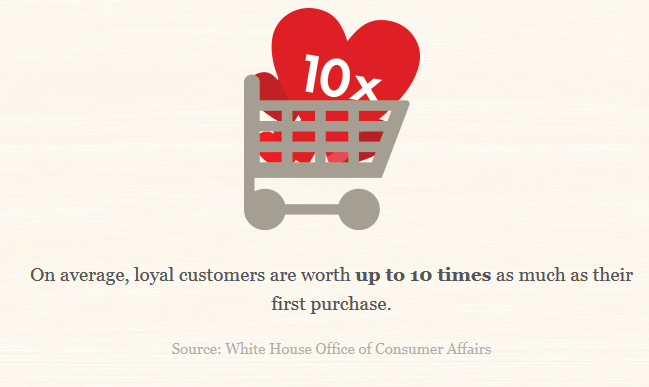 10x
On average, loyal customers are worth up to 10 times as much as their
first purchase.
Source: White House Office of Consumer Affairs